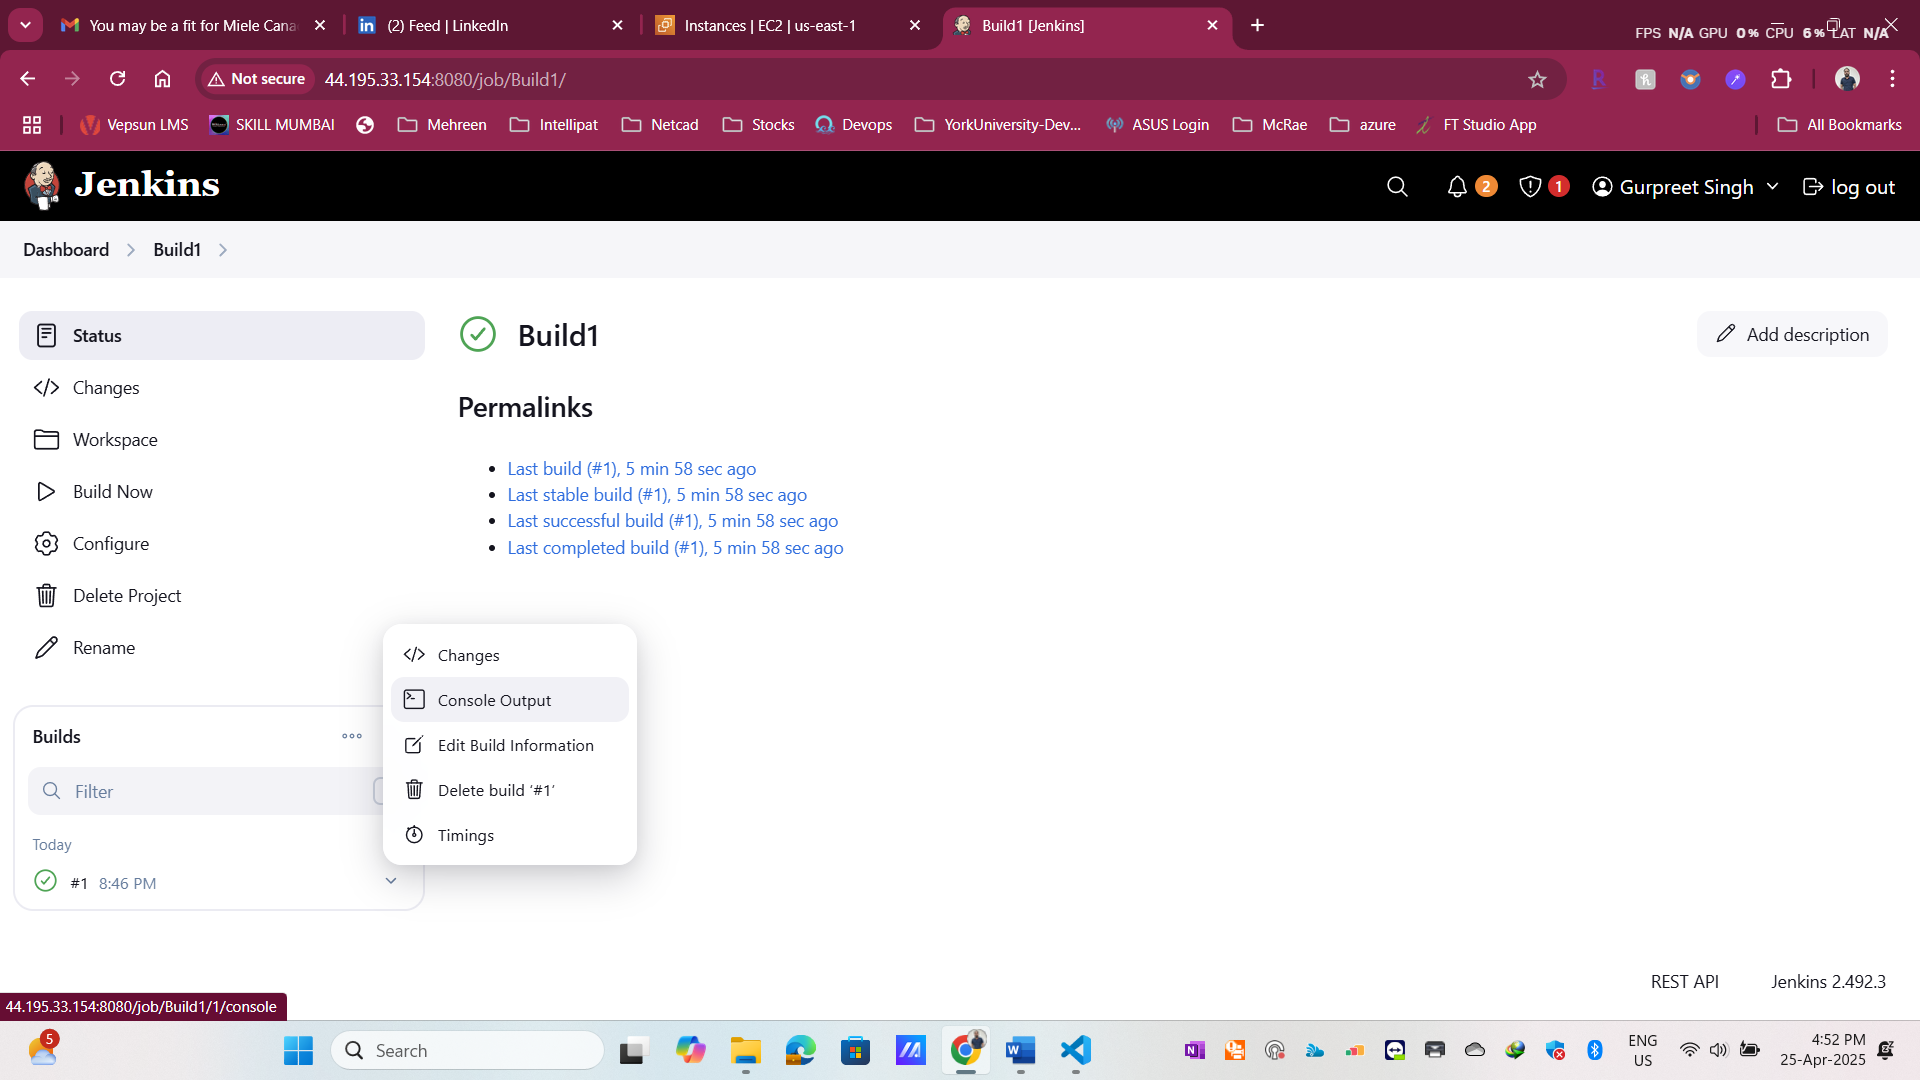 You may be a fit for Miele Cana
(2) Feed | LinkedIn
Instances | EC2 | us-east-1
Build1 [Jenkins]
FPS N/A GPU 0% CPU 6% LAT N/A
Not secure
44.195.33.154:8080/job/Build1/
Vepsun LMS
SKILL MUMBAI
Mehreen
Intellipat
Netcad
Stocks
Devops
YorkUniversity-Dev...
ASUS Login
McRae
azure
FT Studio App
All Bookmarks
Jenkins
2
1
Gurpreet Singh
log out
Dashboard
Build1
Status
Changes
Workspace
Build Now
Configure
Delete Project
Rename
Build1
Add description
Permalinks
Last build (#1), 5 min 58 sec ago
Last stable build (#1), 5 min 58 sec ago
Last successful build (#1), 5 min 58 sec ago
Last completed build (#1), 5 min 58 sec ago
Changes
Console Output
Edit Build Information
Delete build ‘#1’
Timings
Builds
Filter
Today
#1 8:46 PM
REST API
Jenkins 2.492.3
44.195.33.154:8080/job/Build1/1/console
5
Search
ENG
US
4:52 PM
25-Apr-2025